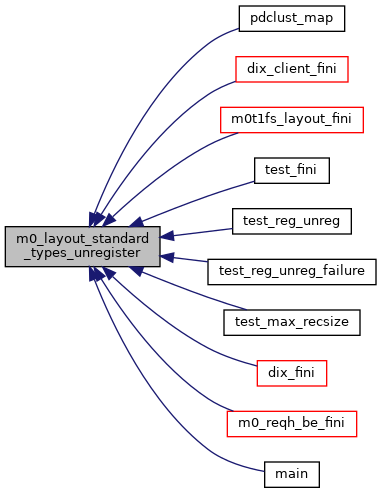 pdclust_map
dix_client_fini
m0t1fs_layout_fini
test_fini
m0_layout_standard
_types_unregister
test_reg_unreg
test_reg_unreg_failure
test_max_recsize
dix_fini
m0_reqh_be_fini
main